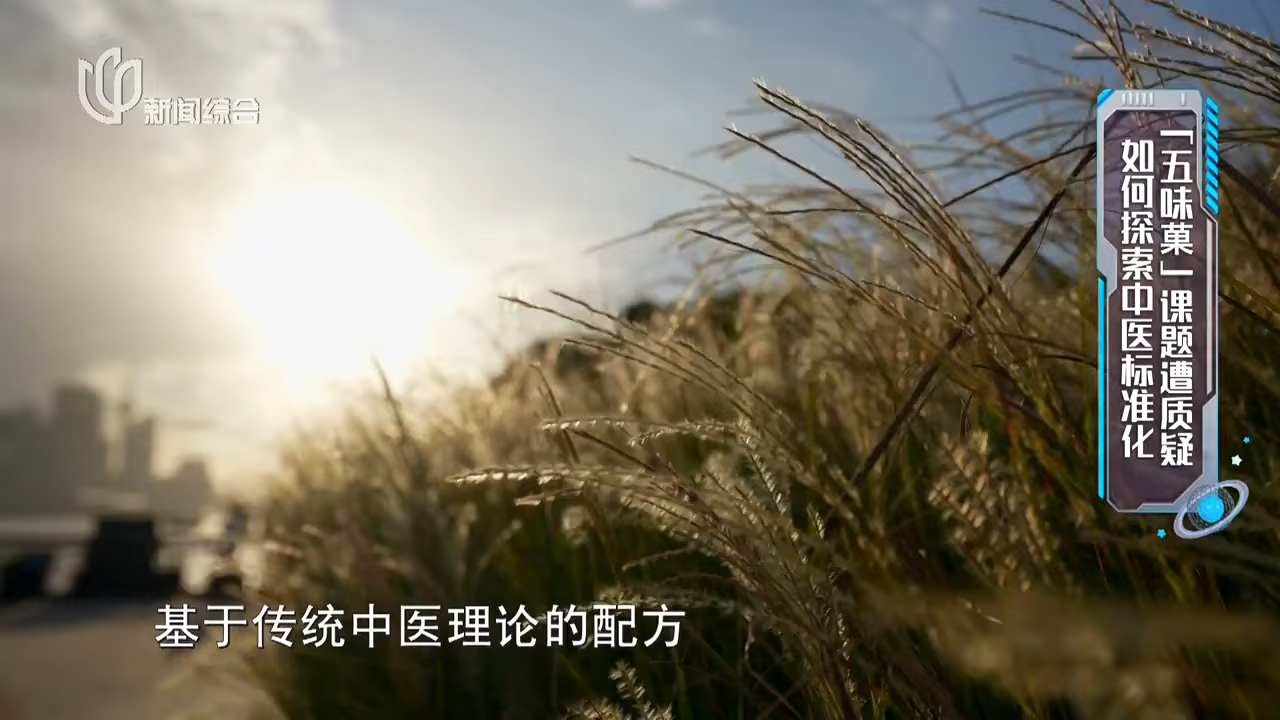 新闻综合
「五味菓」课题遭质疑
如何探索中医标准化
基于传统中医理论的配方